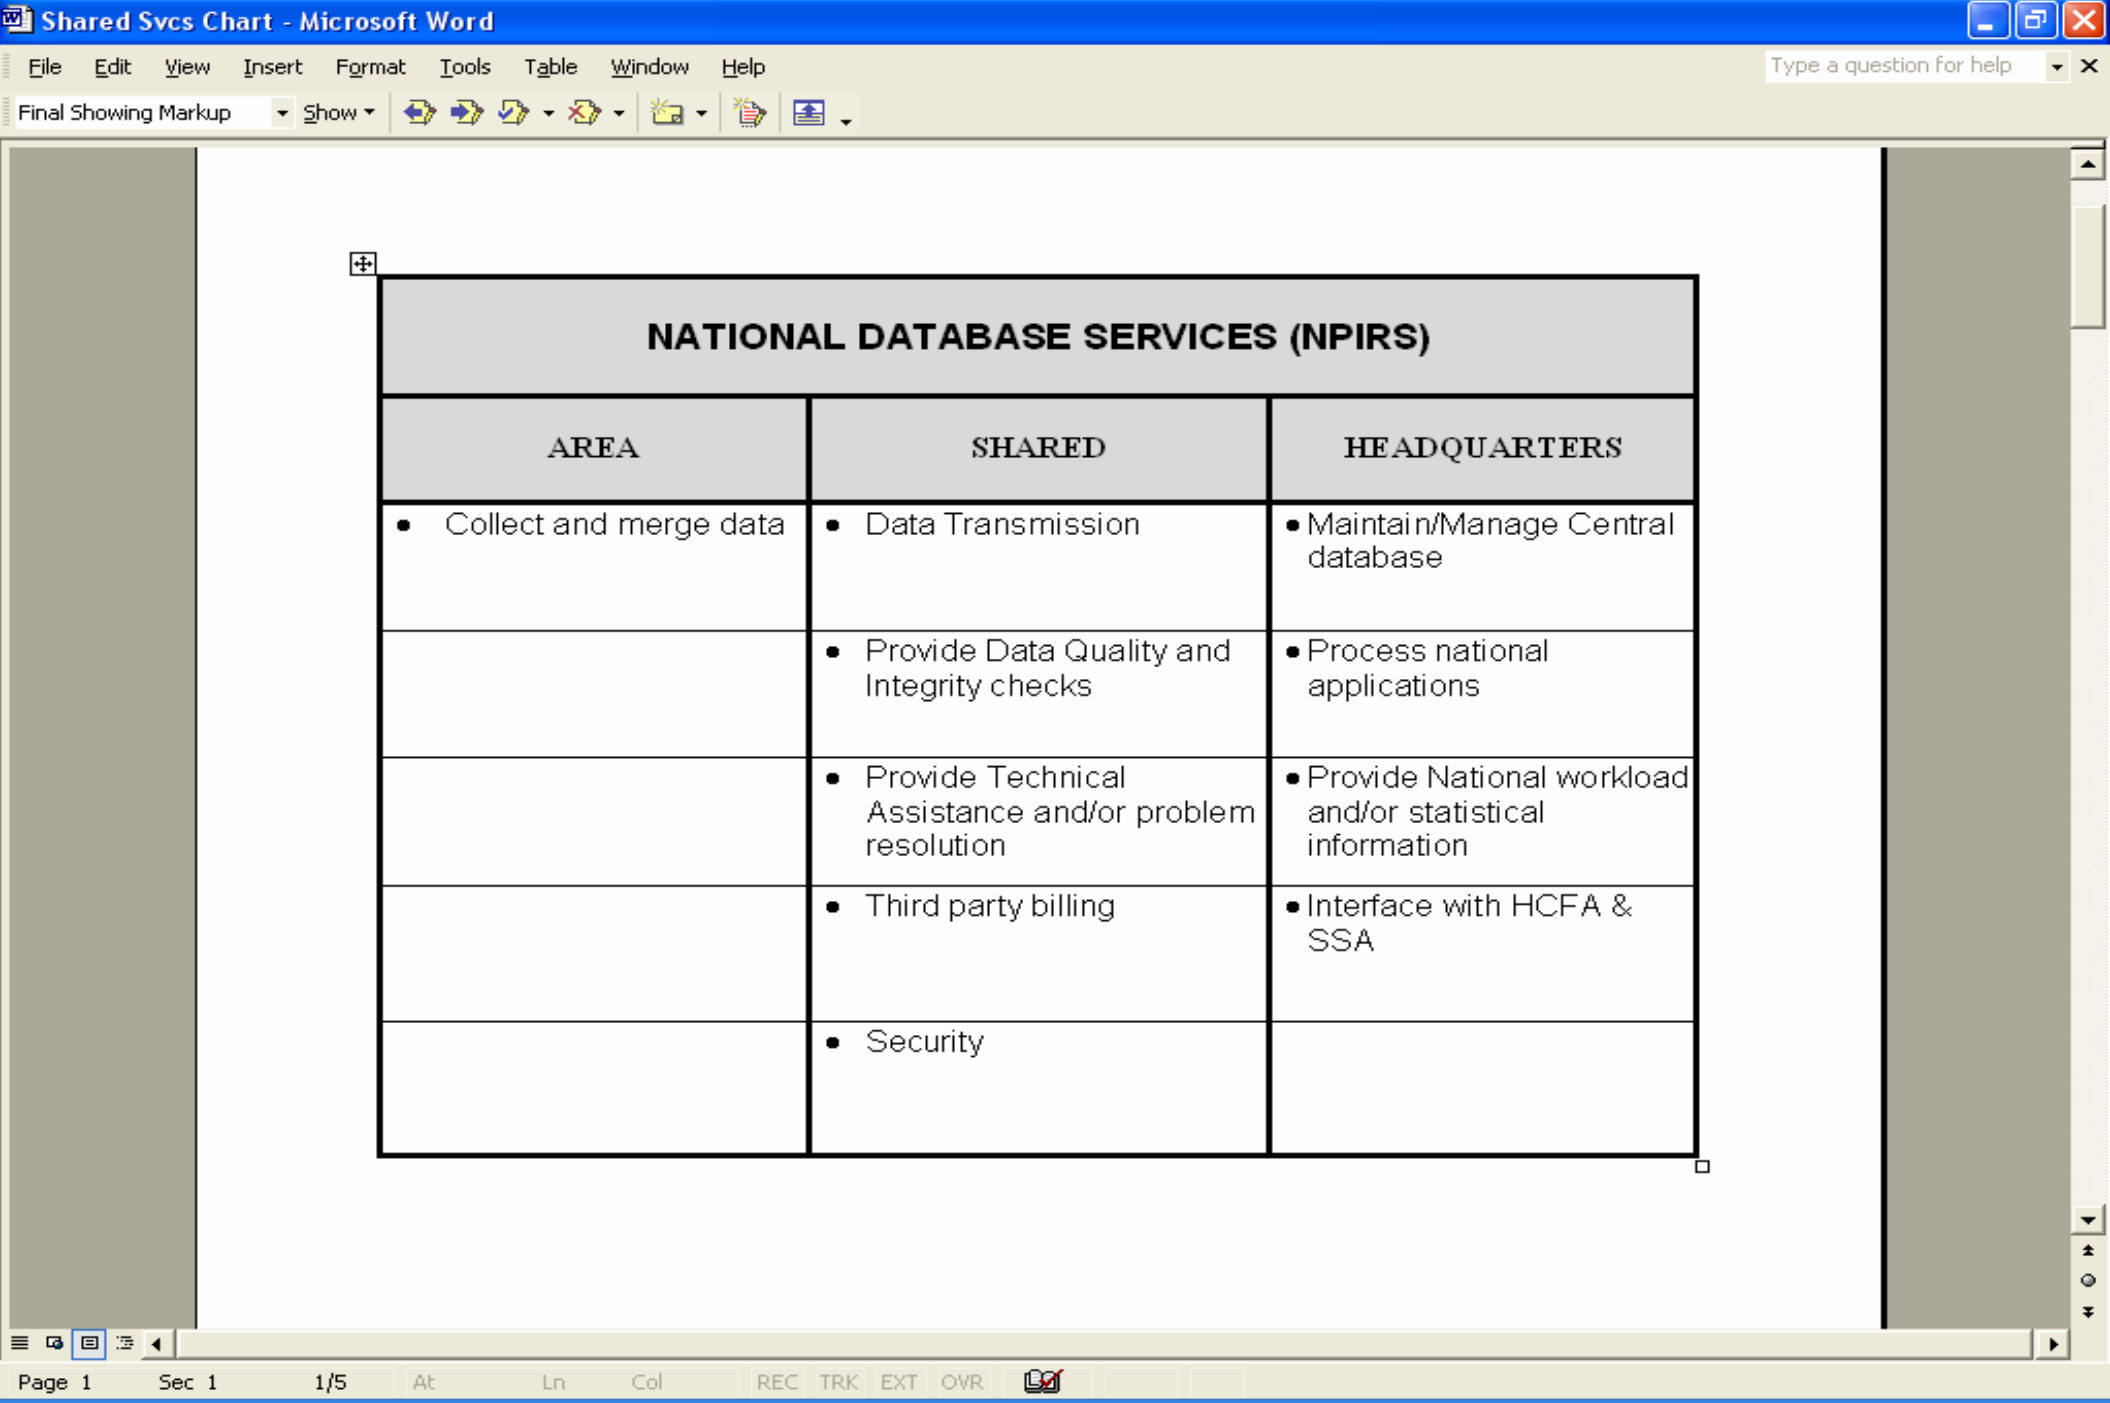 Shared Svcs Chart - Microsoft Word
File Edit View Insert Format Tools Table Window Help Type a question for help
Final Showing Markup Show
NATIONAL DATABASE SERVICES (NPIRS)
AREA SHARED HEADQUARTERS
• Collect and merge data • Data Transmission • Maintain/Manage Central
database
• Provide Data Quality and • Process national
Integrity checks applications
• Provide Technical • Provide National workload
Assistance and/or problem and/or statistical
resolution information
• Third party billing • Interface with HCFA &
SSA
• Security
Page 1 Sec 1 1/5 At Ln Col REC TRK EXT OVR